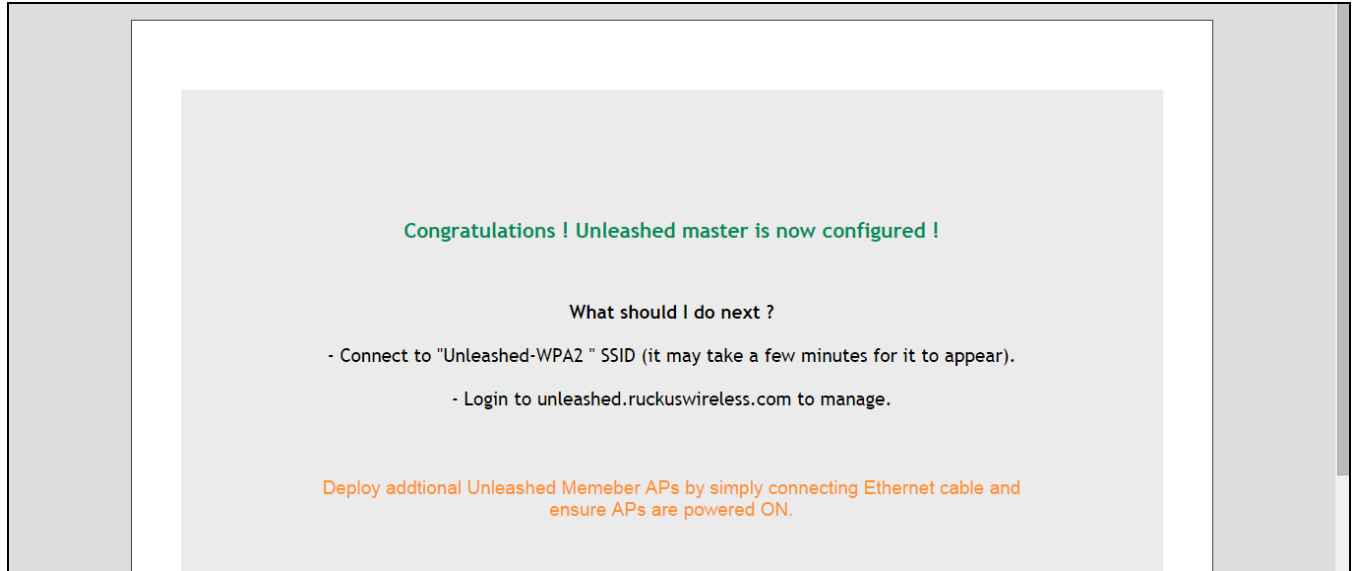 Congratulations ! Unleashed master is now configured !
What should I do next ?
- Connect to "Unleashed-WPA2 " SSID (it may take a few minutes for it to appear).
- Login to unleashed.ruckuswireless.com to manage.
Deploy addtional Unleashed Memeber APs by simply connecting Ethernet cable and
ensure APs are powered ON.